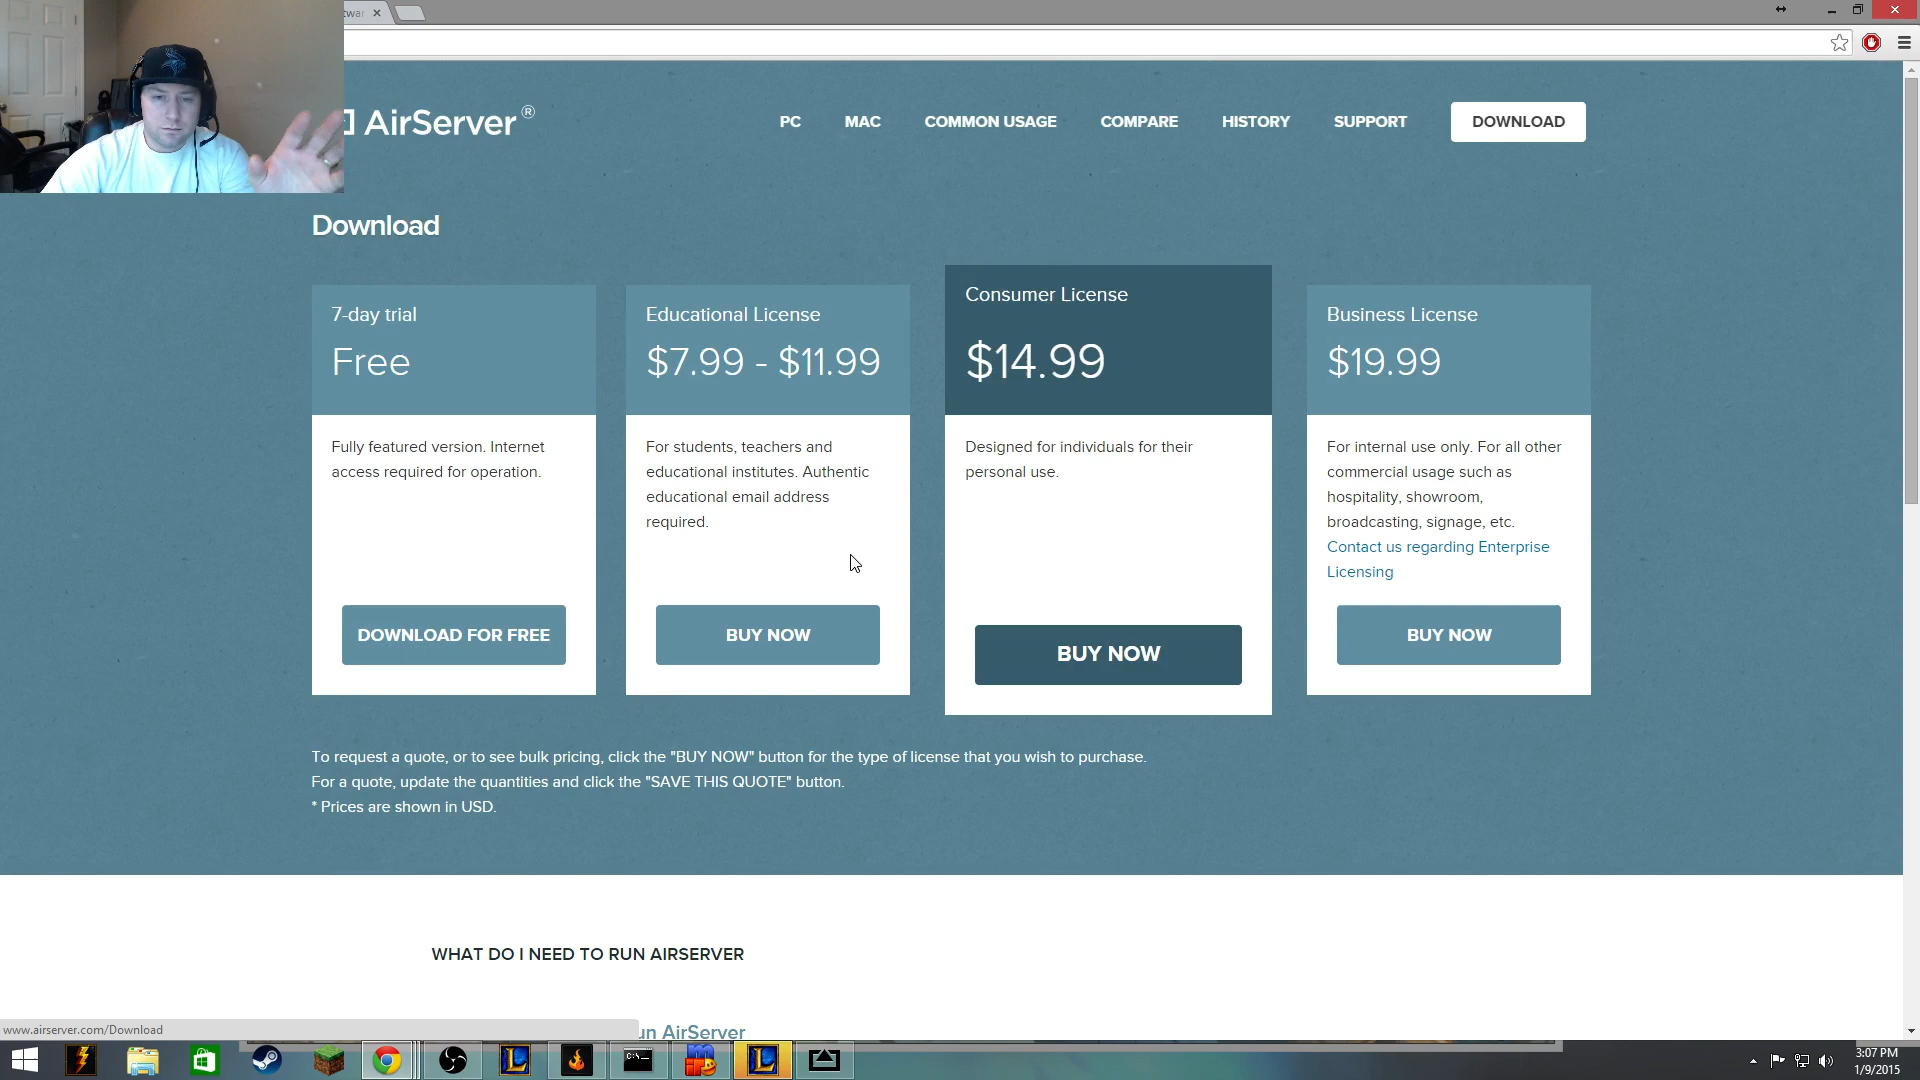 twar
AirServer®
PC
MAC
COMMON USAGE
COMPARE
HISTORY
SUPPORT
DOWNLOAD
Download
7-day trial
Free
Fully featured version. Internet
access required for operation.
DOWNLOAD FOR FREE
Educational License
$7.99 - $11.99
For students, teachers and
educational institutes. Authentic
educational email address
required.
BUY NOW
Consumer License
$14.99
Designed for individuals for their
personal use.
BUY NOW
Business License
$19.99
For internal use only. For all other
commercial usage such as
hospitality, showroom,
broadcasting, signage, etc.
Contact us regarding Enterprise
Licensing
BUY NOW
To request a quote, or to see bulk pricing, click the "BUY NOW" button for the type of license that you wish to purchase.
For a quote, update the quantities and click the "SAVE THIS QUOTE" button.
* Prices are shown in USD.
WHAT DO I NEED TO RUN AIRSERVER
un AirServer
www.airserver.com/Download
3:07 PM
1/9/2015